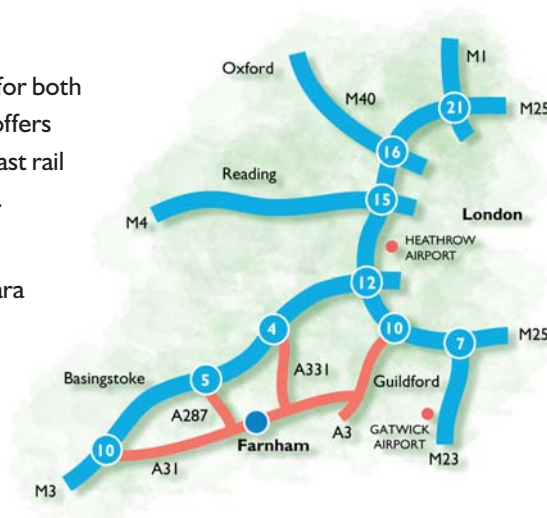 for both
offers
ast rail
ara
Oxford
M40
M1
21
M25
16
Reading
15
M4
London
HEATHROW
AIRPORT
12
4
10
7
M25
A331
Basingstoke
5
Guildford
A287
A3
GATWICK
AIRPORT
Farnham
10
A31
M23
M3